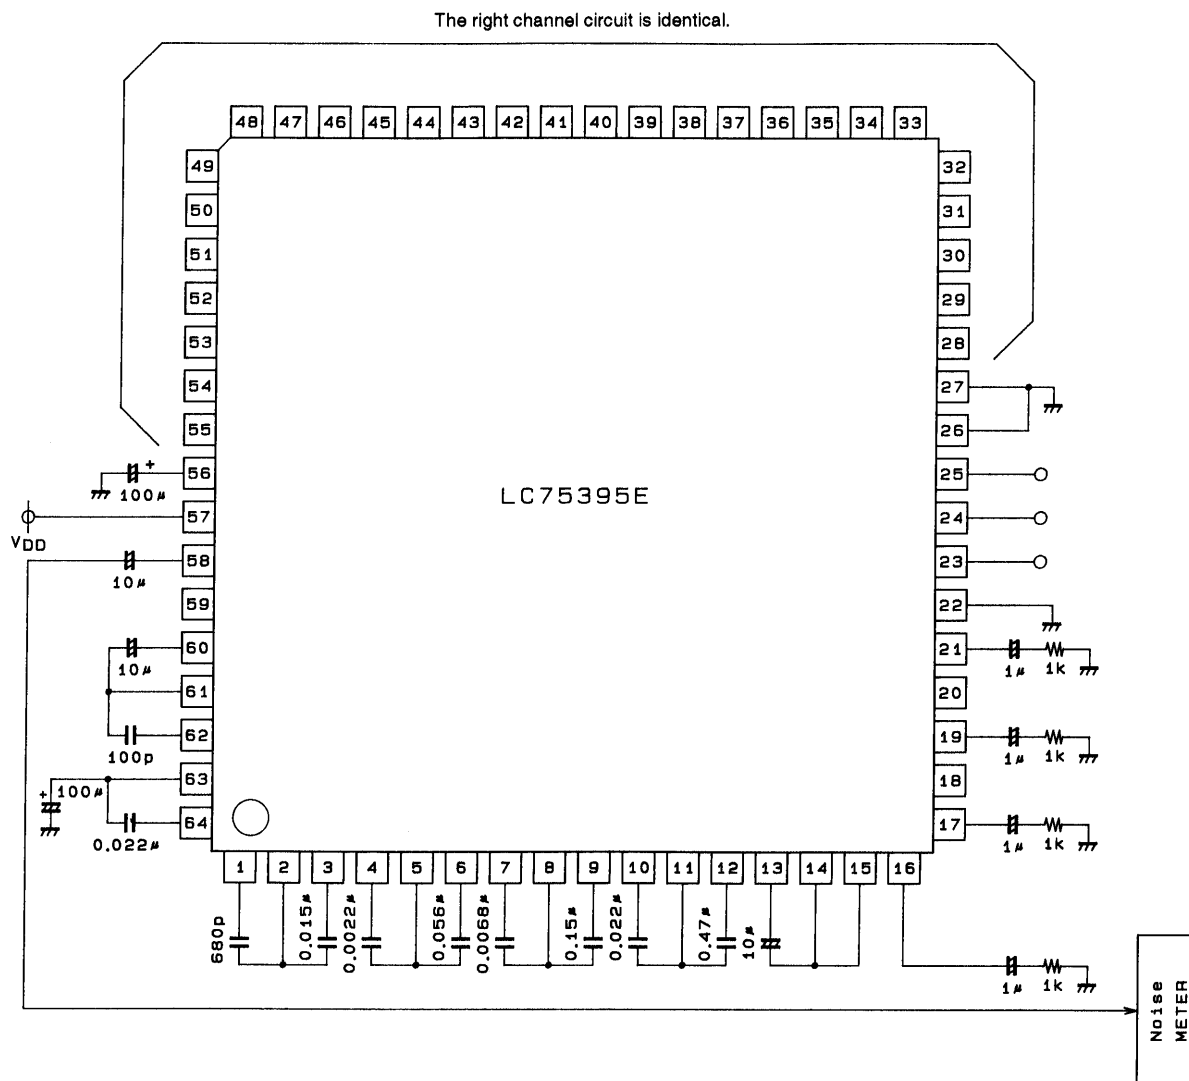 The right channel circuit is identical.
48 47 46 45 44 43 42 41 40 39 38 37 36 35 34 33
49 32
50 31
51 30
52 29
53 28
54 27
55 26
56 25
+
100μ
LC75395E
57 24
VDD
58 23
10μ
59 22
60 21
10μ
1μ 1k
61 20
62 19
100p
1μ 1k
63 18
+ 100μ
64 17
0.022μ
1μ 1k
1 2 3 4 5 6 7 8 9 10 11 12 13 14 15 16
680p 0.015μ 0.0022μ 0.056μ 0.0068μ 0.15μ 0.022μ 0.47μ 10μ
1μ 1k
Noise
METER